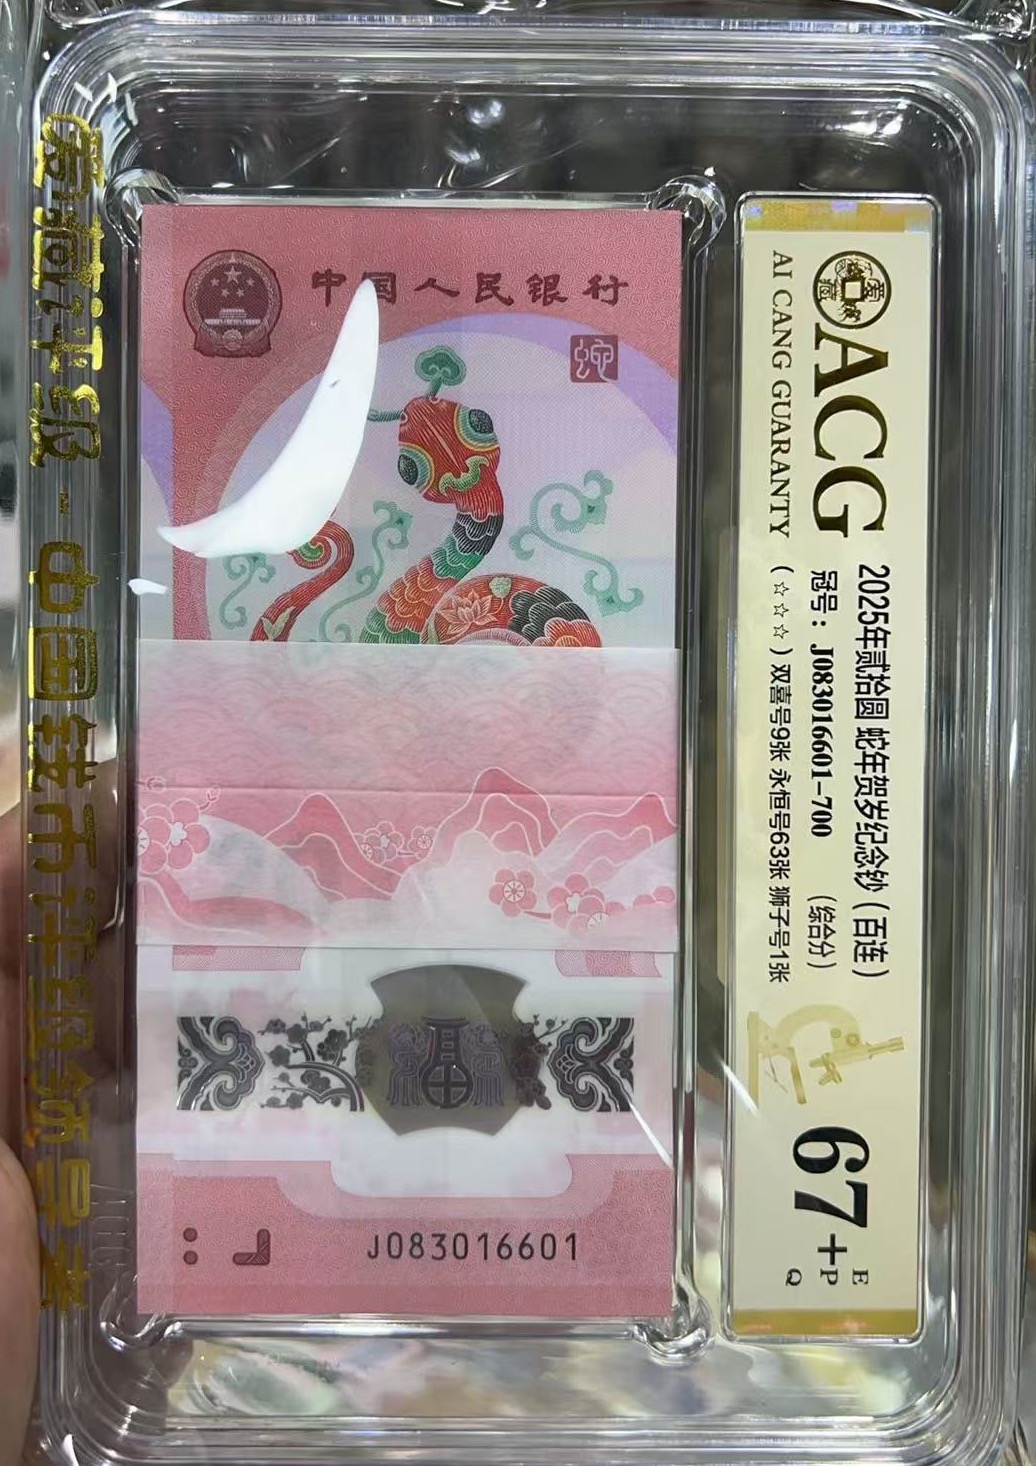 爱藏评级-中国钱币评级领导者
中国人民银行
J083016601
ACG
AI CANG GUARANTY
2025年贰拾圆 蛇年贺岁纪念钞(百连)
冠号:J083016601-700 (综合分)
(☆☆☆)双喜号9张 永恒号63张 狮子号1张
67+
E
P
Q